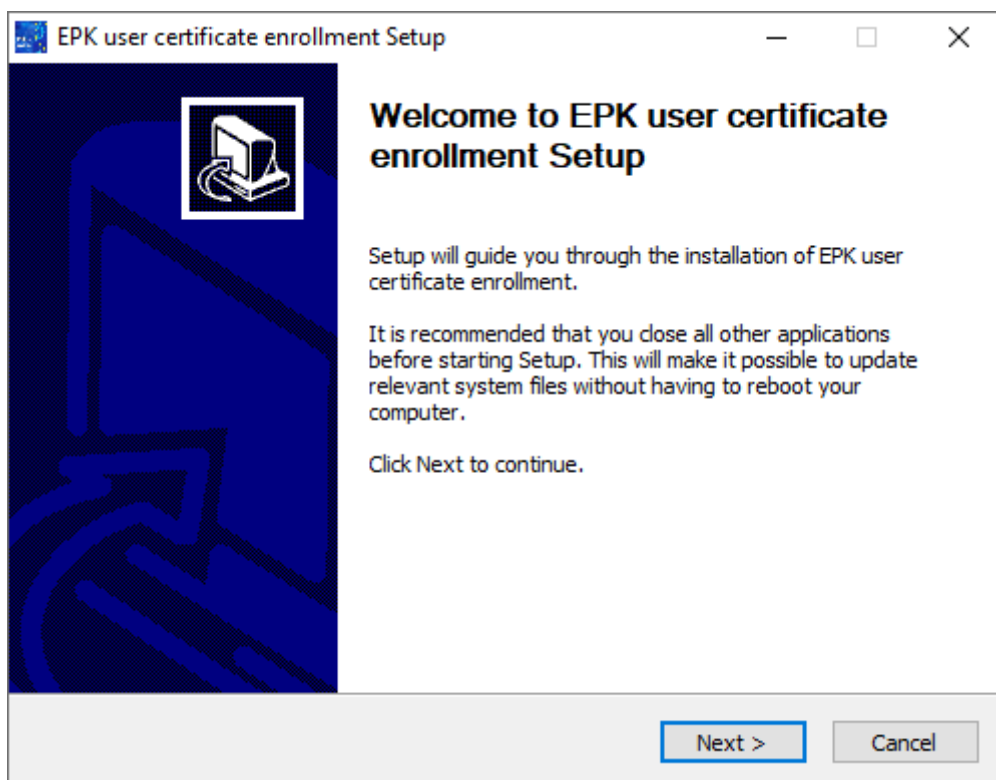 EPK user certificate enrollment Setup
Welcome to EPK user certificate
enrollment Setup
Setup will guide you through the installation of EPK user
certificate enrollment.
It is recommended that you close all other applications
before starting Setup. This will make it possible to update
relevant system files without having to reboot your
computer.
Click Next to continue.
Next >
Cancel